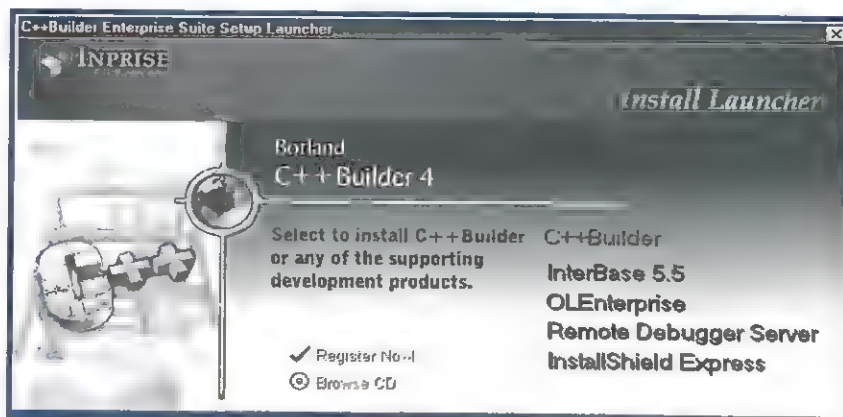 C++Builder Enterprise Suite Setup Launcher
INPRISE
Install Launcher
Borland
C++Builder 4
Select to install C++Builder
or any of the supporting
development products.
Register Now!
Browse CD
C++Builder
InterBase 5.5
OLEnterprise
Remote Debugger Server
InstallShield Express